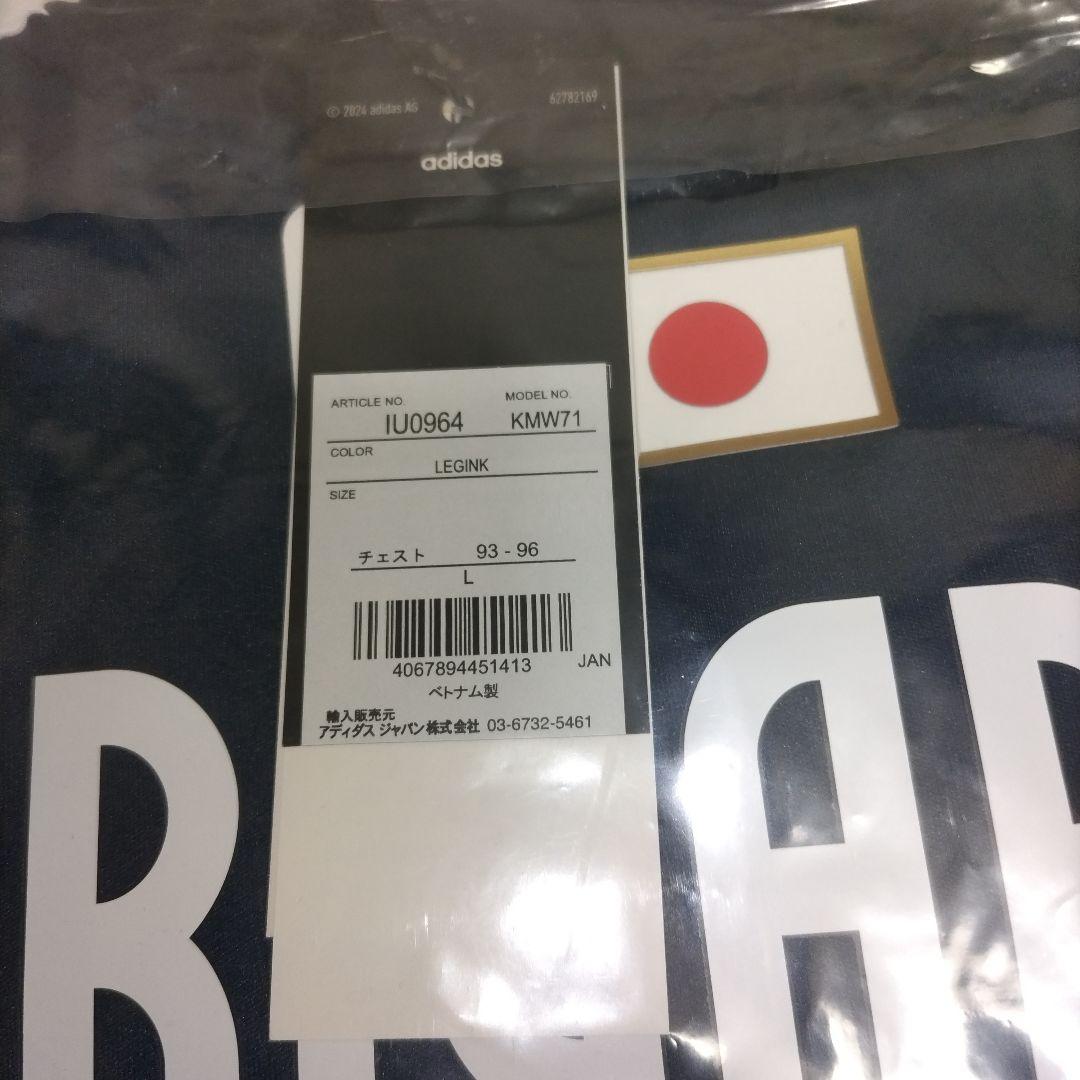 © 2024 adidas AG 62782169
adidas
ARTICLE NO. MODEL NO.
IU0964 KMW71
COLOR
LEGINK
SIZE
チェスト 93 - 96
L
4067894451413 JAN
ベトナム製
輸入販売元
アディダス ジャパン株式会社 03-6732-5461